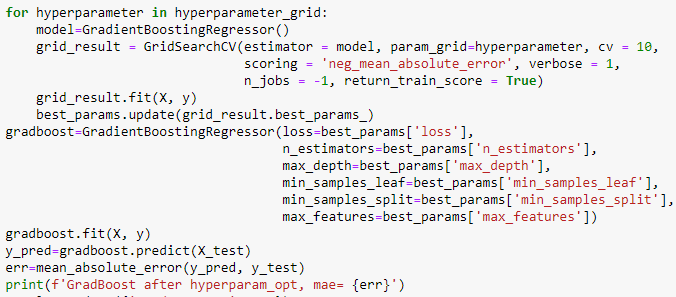 for hyperparameter in hyperparameter_grid:
    model=GradientBoostingRegressor()
    grid_result = GridSearchCV(estimator = model, param_grid=hyperparameter, cv = 10,
                               scoring = 'neg_mean_absolute_error', verbose = 1,
                               n_jobs = -1, return_train_score = True)
    grid_result.fit(X, y)
    best_params.update(grid_result.best_params_)
gradboost=GradientBoostingRegressor(loss=best_params['loss'],
                                    n_estimators=best_params['n_estimators'],
                                    max_depth=best_params['max_depth'],
                                    min_samples_leaf=best_params['min_samples_leaf'],
                                    min_samples_split=best_params['min_samples_split'],
                                    max_features=best_params['max_features'])
gradboost.fit(X, y)
y_pred=gradboost.predict(X_test)
err=mean_absolute_error(y_pred, y_test)
print(f'GradBoost after hyperparam_opt, mae= {err}')